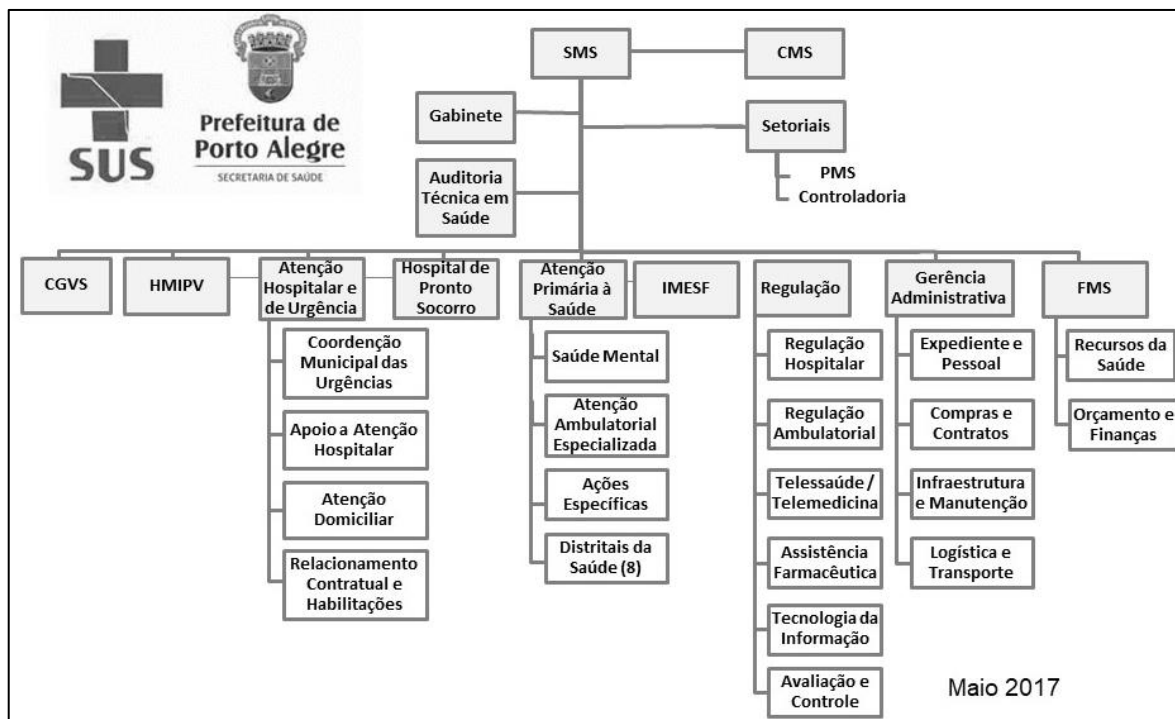 SUS
Prefeitura de
Porto Alegre
SECRETARIA DE SAÚDE
SMS
CMS
Gabinete
Setoriais
PMS
Controladoria
Auditoria
Técnica em
Saúde
CGVS
HMIPV
Atenção
Hospitalar e
de Urgência
Hospital de
Pronto
Socorro
Atenção
Primária à
Saúde
IMESF
Regulação
Gerência
Administrativa
FMS
Coordenção
Municipal das
Urgências
Apoio a Atenção
Hospitalar
Atenção
Domiciliar
Relacionamento
Contratual e
Habilitações
Saúde Mental
Atenção
Ambulatorial
Especializada
Ações
Específicas
Distritais da
Saúde (8)
Regulação
Hospitalar
Regulação
Ambulatorial
Telessaúde /
Telemedicina
Assistência
Farmacêutica
Tecnologia da
Informação
Avaliação e
Controle
Expediente e
Pessoal
Compras e
Contratos
Infraestrutura
e Manutenção
Logística e
Transporte
Recursos da
Saúde
Orçamento e
Finanças
Maio 2017